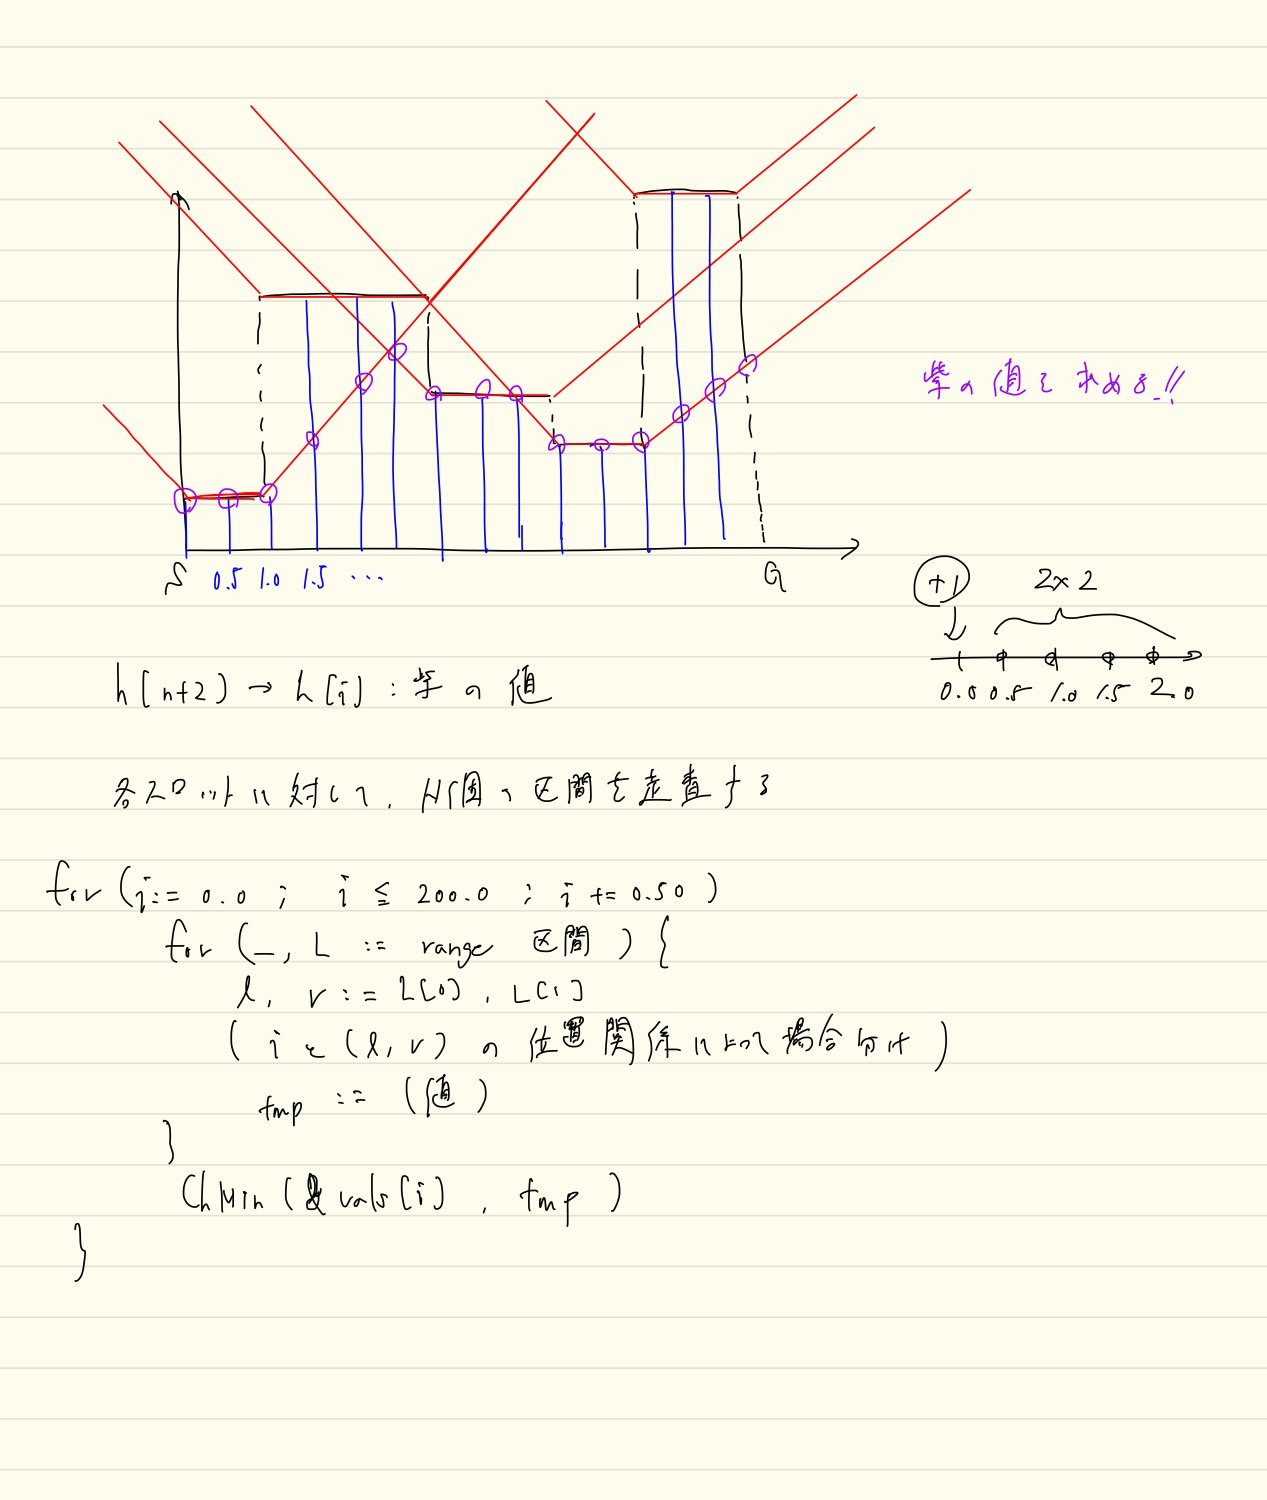 紫の値を求める!!
S 0.5 1.0 1.5 ... G
+1 2×2
0.0 0.5 1.0 1.5 2.0
h[n+2) → h[i] : 紫の値
各スロットに対して、N個の区間を走査する
for (i := 0.0 ; i ≦ 200.0 ; i += 0.50 )
for (_, L := range 区間 ) {
l, r := L[0], L[1]
( i と (l, r) の位置関係によって場合分け )
tmp := (値)
}
ChMin (&vals[i], tmp )
}